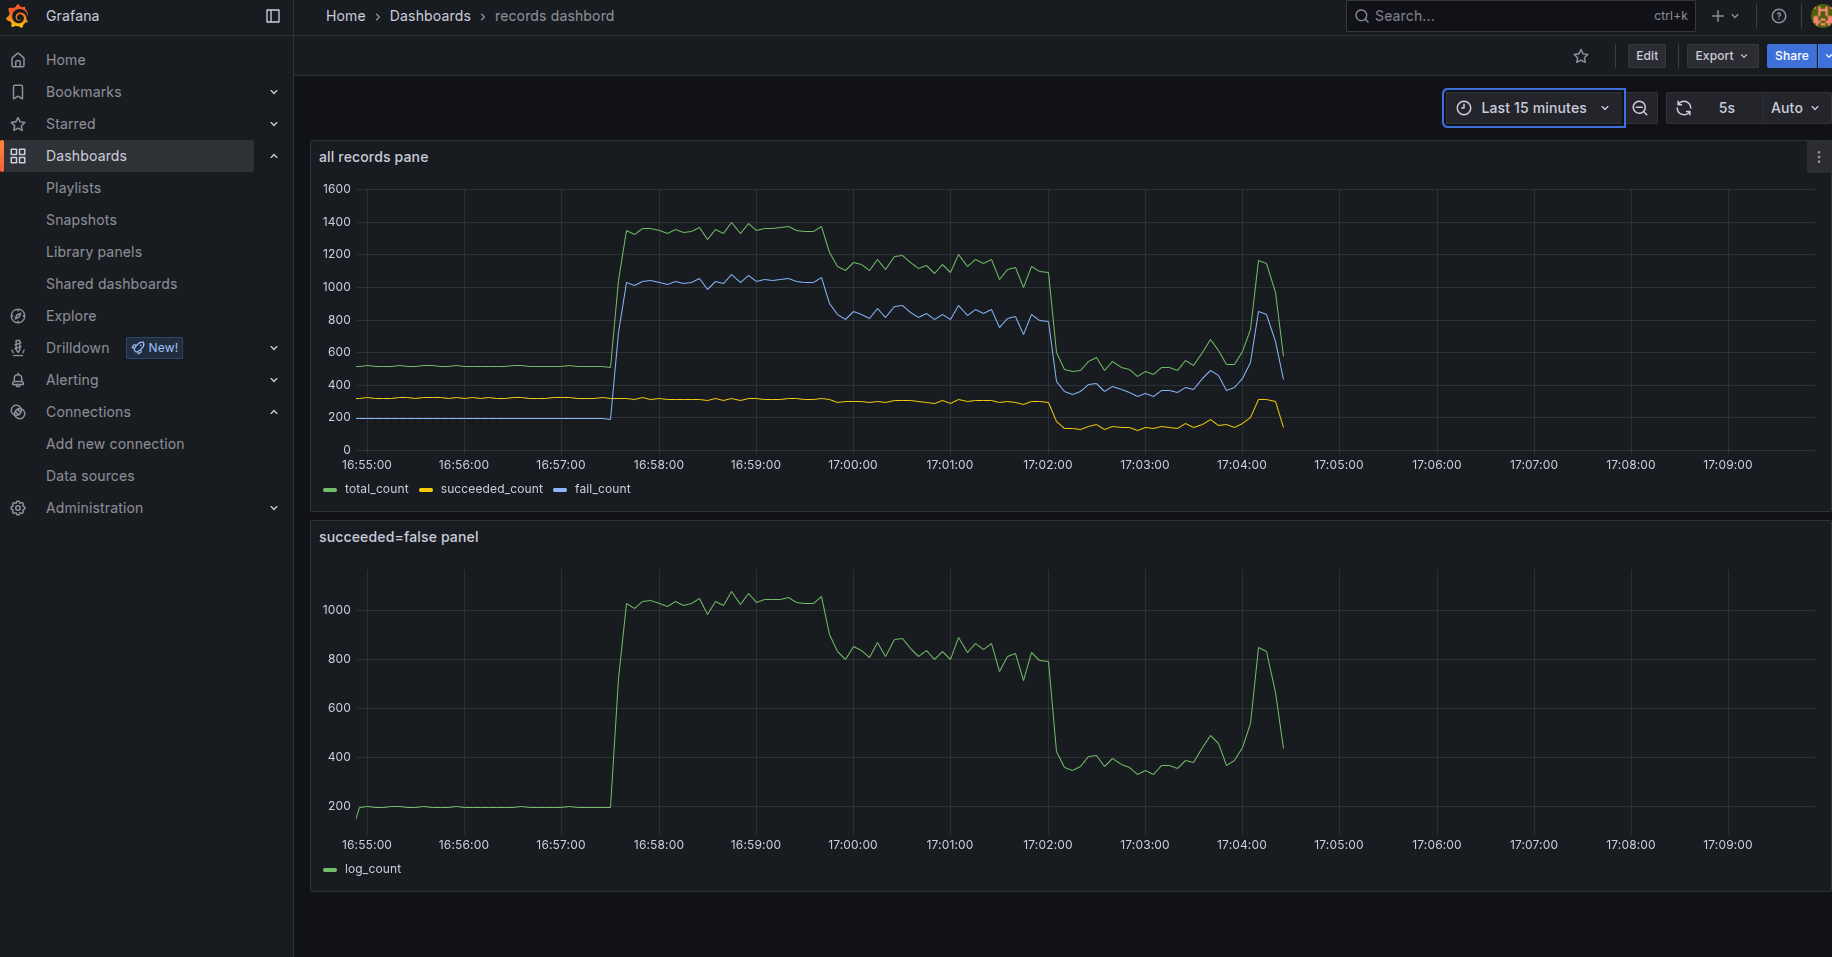 Grafana
Home › Dashboards › records dashbord
Search... ctrl+k
Home
Bookmarks
Starred
Dashboards
Playlists
Snapshots
Library panels
Shared dashboards
Explore
Drilldown New!
Alerting
Connections
Add new connection
Data sources
Administration
Edit Export Share
Last 15 minutes 5s Auto
all records pane
1600
1400
1200
1000
800
600
400
200
0
16:55:00 16:56:00 16:57:00 16:58:00 16:59:00 17:00:00 17:01:00 17:02:00 17:03:00 17:04:00 17:05:00 17:06:00 17:07:00 17:08:00 17:09:00
total_count succeeded_count fail_count
succeeded=false panel
1000
800
600
400
200
16:55:00 16:56:00 16:57:00 16:58:00 16:59:00 17:00:00 17:01:00 17:02:00 17:03:00 17:04:00 17:05:00 17:06:00 17:07:00 17:08:00 17:09:00
log_count